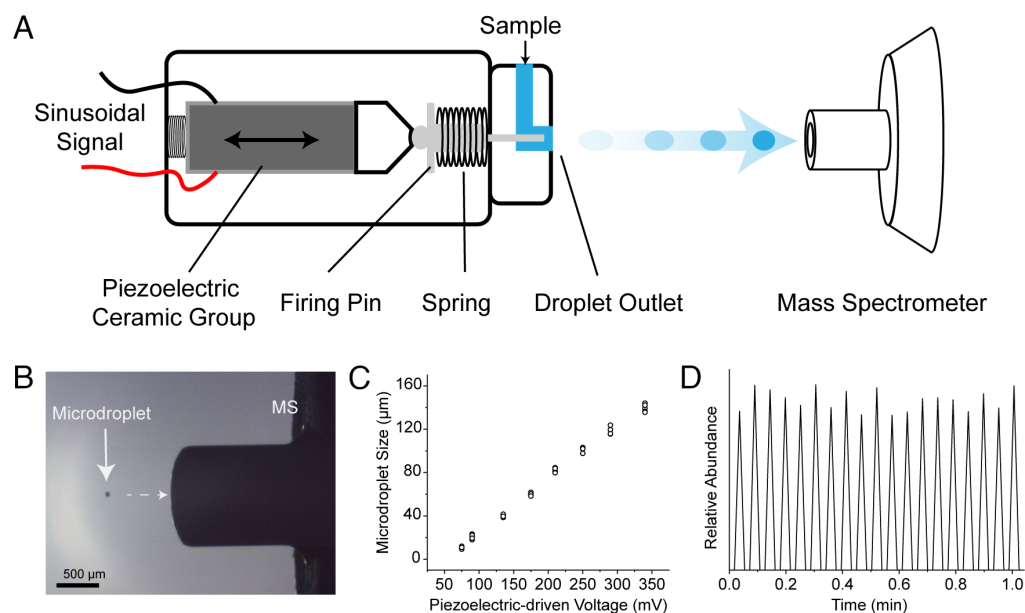 A
Sample
Sinusoidal
Signal
Piezoelectric
Ceramic Group
Firing Pin
Spring
Droplet Outlet
Mass Spectrometer
B
Microdroplet
MS
500 µm
C
Microdroplet Size (µm)
160
120
80
40
0
50 100 150 200 250 300 350
Piezoelectric-driven Voltage (mV)
D
Relative Abundance
0.0 0.2 0.4 0.6 0.8 1.0
Time (min)